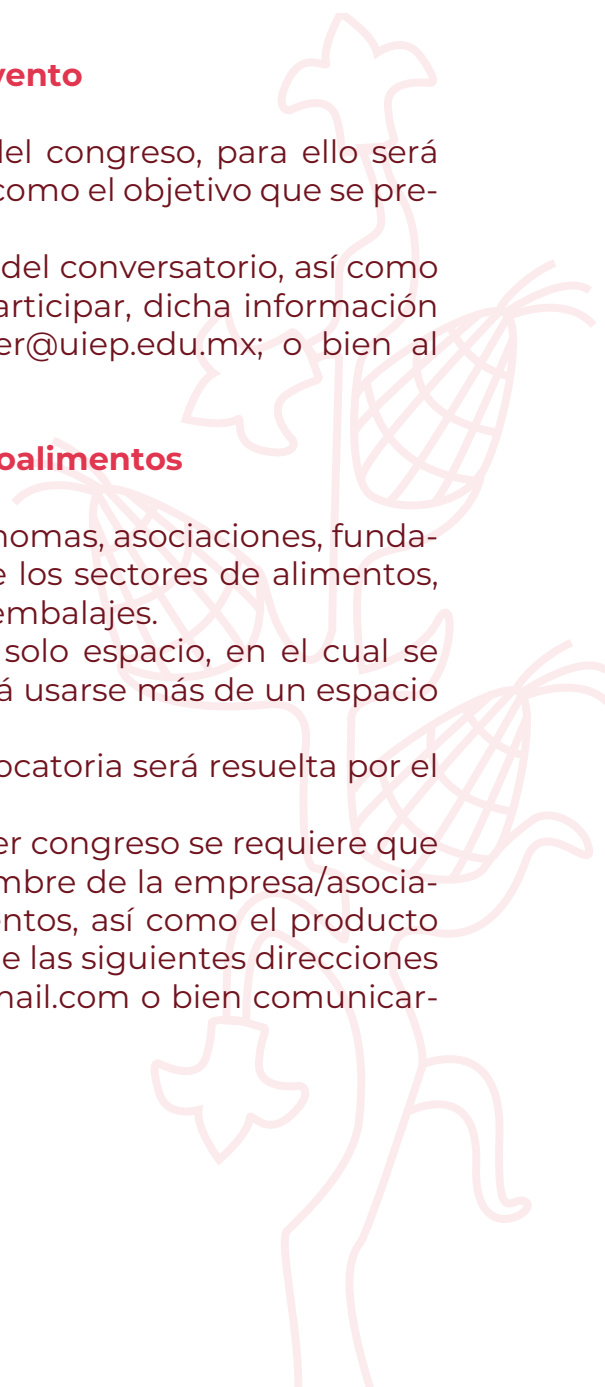 vento
del congreso, para ello será
como el objetivo que se pre-
del conversatorio, así como
articipar, dicha información
er@uiep.edu.mx; o bien al
oalimentos
nomas, asociaciones, funda-
e los sectores de alimentos,
embalajes.
solo espacio, en el cual se
á usarse más de un espacio
ocatoria será resuelta por el
er congreso se requiere que
mbre de la empresa/asocia-
entos, así como el producto
e las siguientes direcciones
mail.com o bien comunicar-